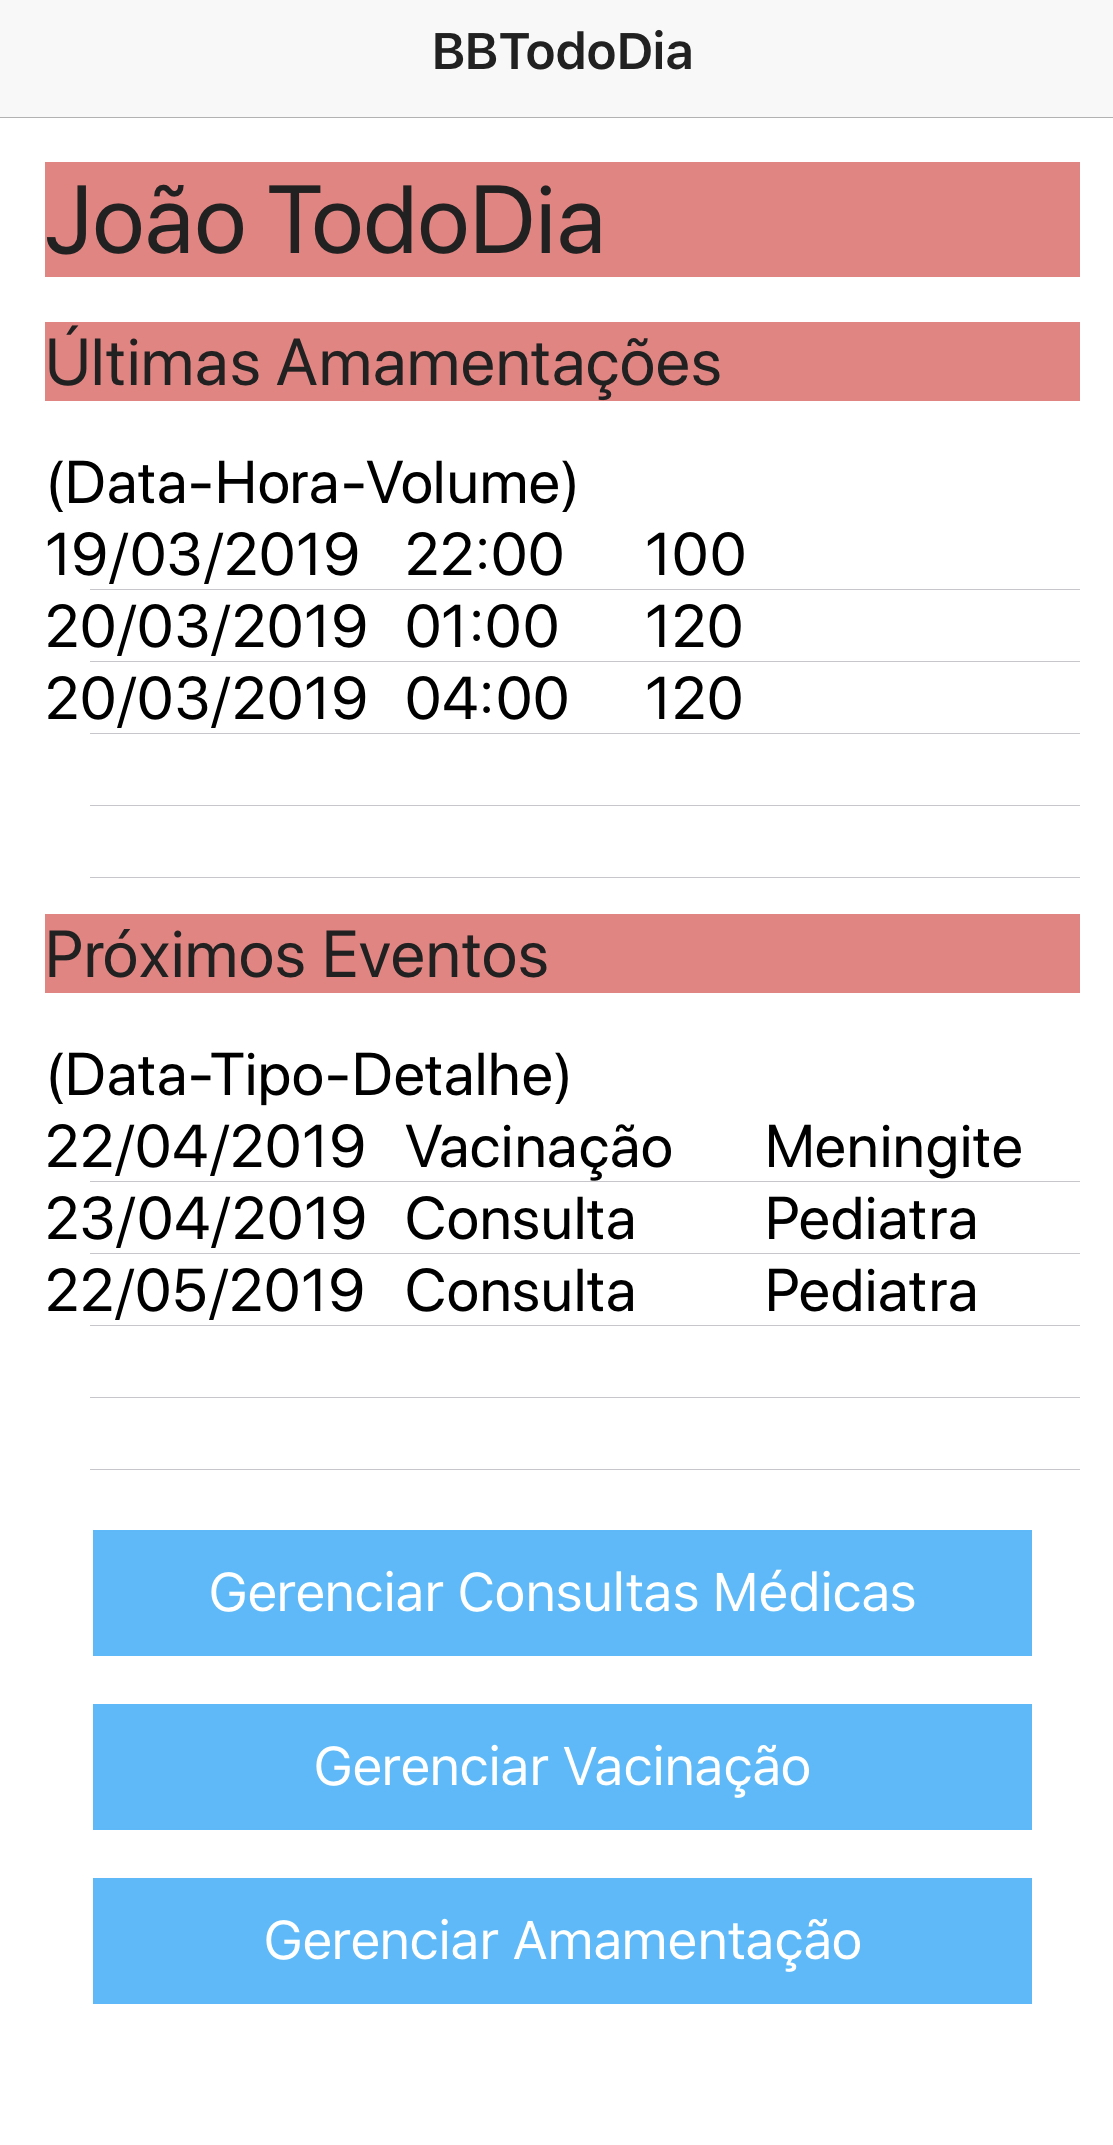 BBTodoDia
João TodoDia
Últimas Amamentações
(Data-Hora-Volume)
19/03/2019 22:00 100
20/03/2019 01:00 120
20/03/2019 04:00 120
Próximos Eventos
(Data-Tipo-Detalhe)
22/04/2019 Vacinação Meningite
23/04/2019 Consulta Pediatra
22/05/2019 Consulta Pediatra
Gerenciar Consultas Médicas
Gerenciar Vacinação
Gerenciar Amamentação